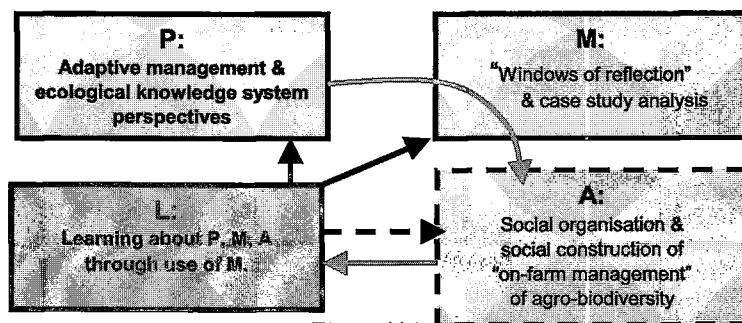 P:
Adaptive management &
ecological knowledge system
perspectives
M:
"Windows of reflection"
& case study analysis
L:
Learning about P, M, A
through use of M.
A:
Social organisation &
social construction of
"on-farm management"
of agro-biodiversity